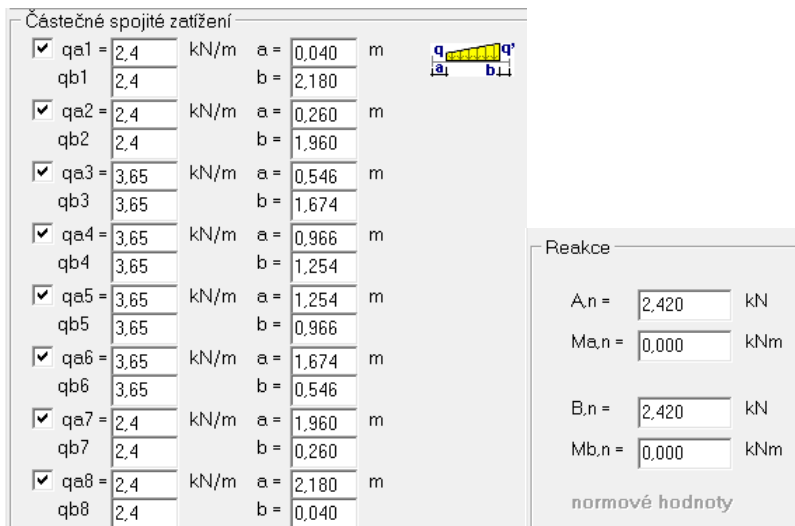 Částečné spojité zatížení
qa1 = 2,4 kN/m a = 0,040 m
qb1 2,4 b = 2,180
q q'
a b
qa2 = 2,4 kN/m a = 0,260 m
qb2 2,4 b = 1,960
qa3 = 3,65 kN/m a = 0,546 m
qb3 3,65 b = 1,674
qa4 = 3,65 kN/m a = 0,966 m
qb4 3,65 b = 1,254
qa5 = 3,65 kN/m a = 1,254 m
qb5 3,65 b = 0,966
qa6 = 3,65 kN/m a = 1,674 m
qb6 3,65 b = 0,546
qa7 = 2,4 kN/m a = 1,960 m
qb7 2,4 b = 0,260
qa8 = 2,4 kN/m a = 2,180 m
qb8 2,4 b = 0,040
Reakce
A,n = 2,420 kN
Ma,n = 0,000 kNm
B,n = 2,420 kN
Mb,n = 0,000 kNm
normové hodnoty